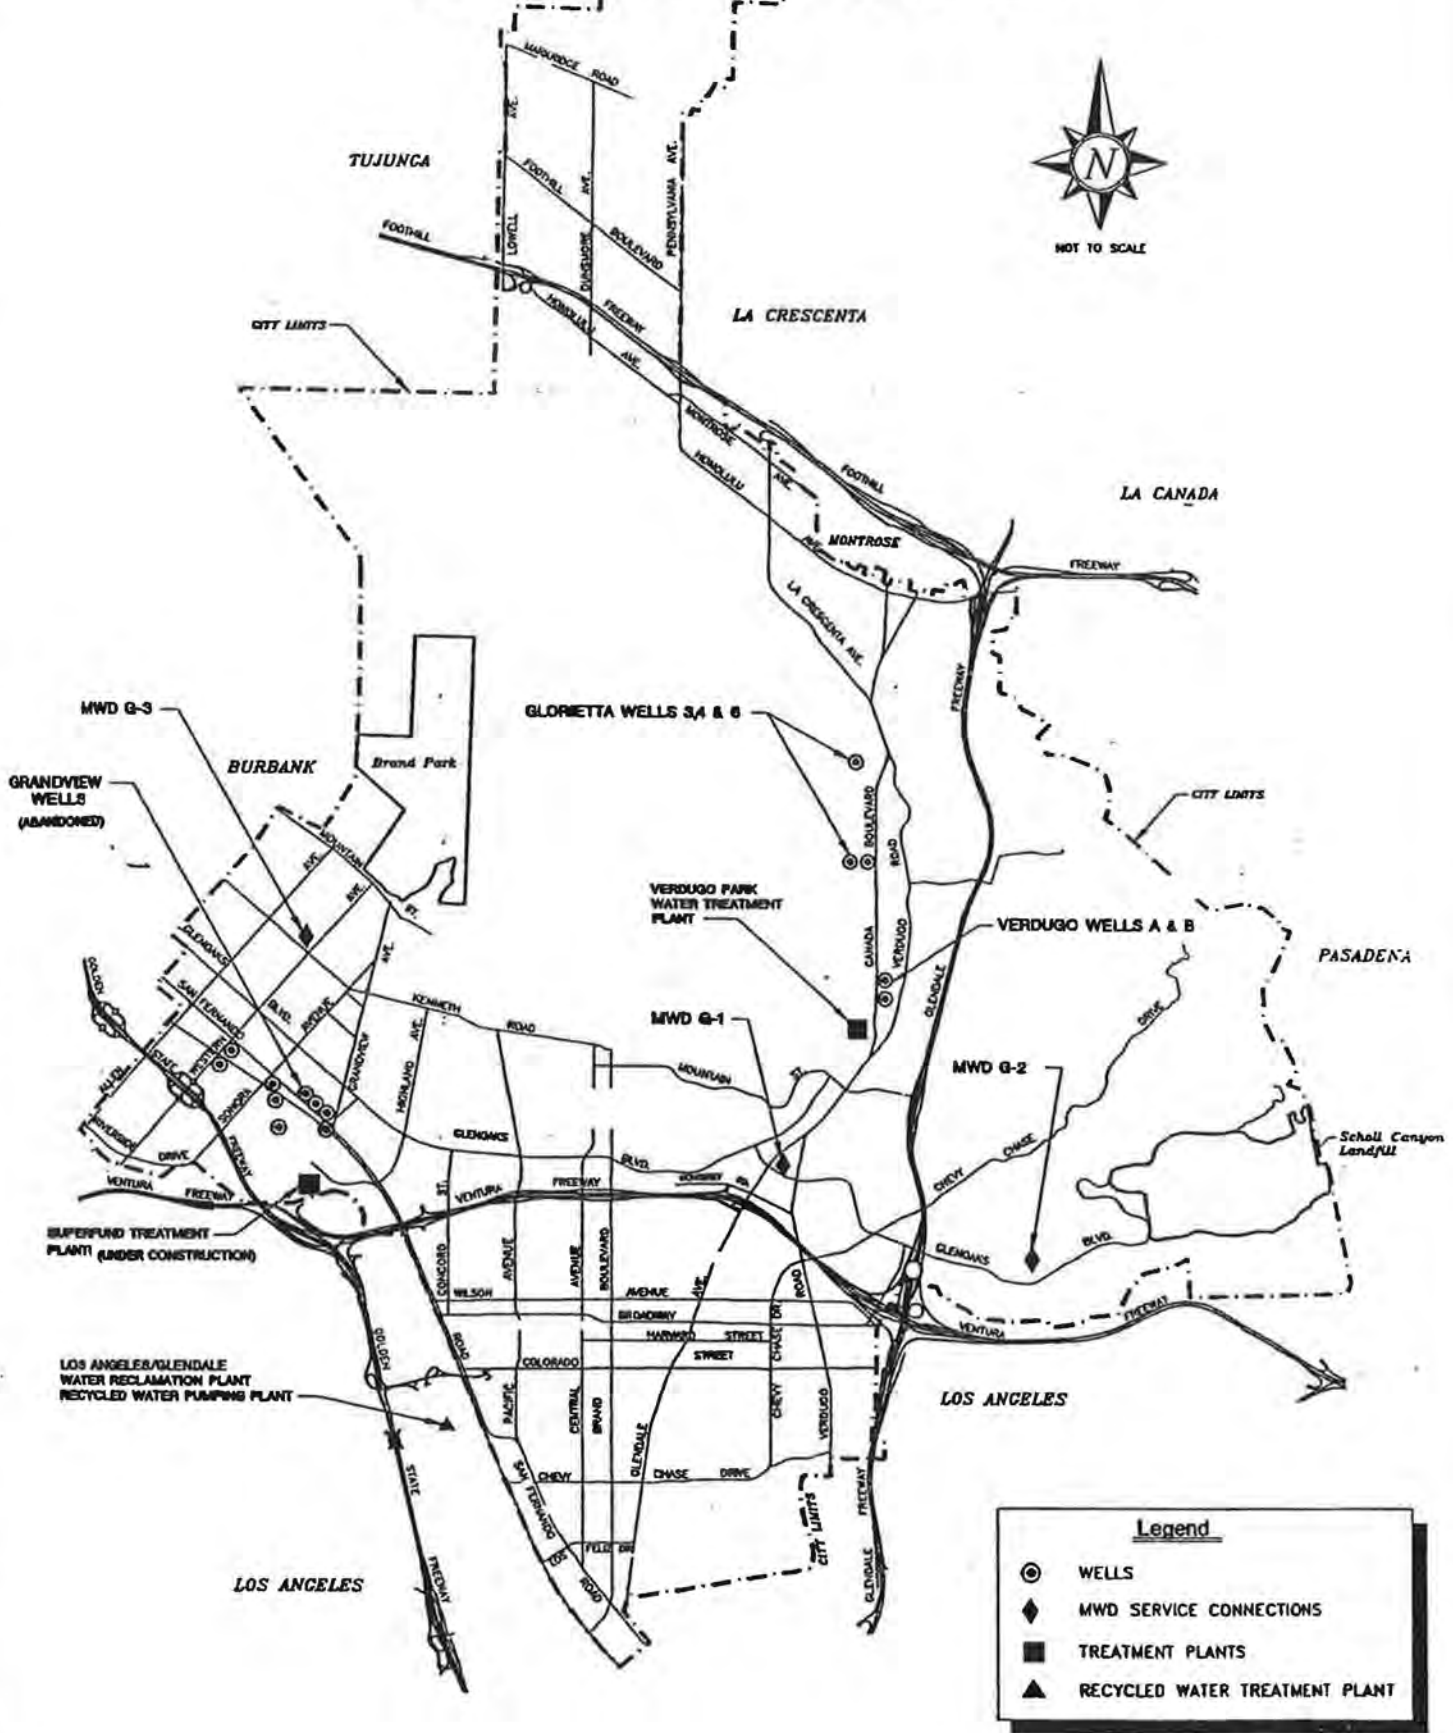 MARKRIDGE ROAD
AVE.
TUJUNGA
FOOTHILL
BOULEVARD
AVE.
PENNSYLVANIA AVE.
LOWELL
DUNSMORE
N
NOT TO SCALE
FOOTHILL
FREEWAY
HONOLULU
AVE.
LA CRESCENTA
CITY LIMITS
MONTROSE
AVE.
HONOLULU
AVE.
FOOTHILL
LA CANADA
MONTROSE
FREEWAY
LA CRESCENTA AVE.
FREEWAY
MWD G-3
GLORIETTA WELLS 3,4 & 6
BURBANK
Brand Park
GRANDVIEW
WELLS
(ABANDONED)
CITY LIMITS
BOULEVARD
ROAD
MOUNTAIN
ST.
AVE.
AVE.
VERDUGO PARK
WATER TREATMENT
PLANT
VERDUGO WELLS A & B
CANADA
VERDUGO
PASADENA
GLENOAKS
BLVD.
AVE.
GOLDEN
SAN FERNANDO
AVENUE
KENNETH
ROAD
AVE.
GLENDALE
DRIVE
MWD G-1
MOUNTAIN
ST.
MWD G-2
STATE
WESTERN
ALLEN
SONORA
GRANDVIEW
HIGHLAND
RIVERSIDE
DRIVE
FREEWAY
GLENOAKS
BLVD.
CHEVY
CHASE
Scholl Canyon
Landfill
VENTURA
FREEWAY
ST.
VENTURA
FREEWAY
MONTEREY
RD.
SUPERFUND TREATMENT
PLANT (UNDER CONSTRUCTION)
CONCORD
AVENUE
AVENUE
BOULEVARD
AVE.
ROAD
GLENOAKS
BLVD.
WILSON
AVENUE
BROADWAY
HARVARD STREET
CHASE DR.
VENTURA
FREEWAY
GOLDEN
ROAD
COLORADO
STREET
LOS ANGELES/GLENDALE
WATER RECLAMATION PLANT
RECYCLED WATER PUMPING PLANT
PACIFIC
CENTRAL
BRAND
GLENDALE
CHEVY
VERDUGO
LOS ANGELES
STATE
SAN FERNANDO
CHEVY CHASE DRIVE
FREEWAY
CITY LIMITS
LOS FELIZ DR.
ROAD
GLENDALE
LOS ANGELES
FREEWAY
Legend
WELLS
MWD SERVICE CONNECTIONS
TREATMENT PLANTS
RECYCLED WATER TREATMENT PLANT